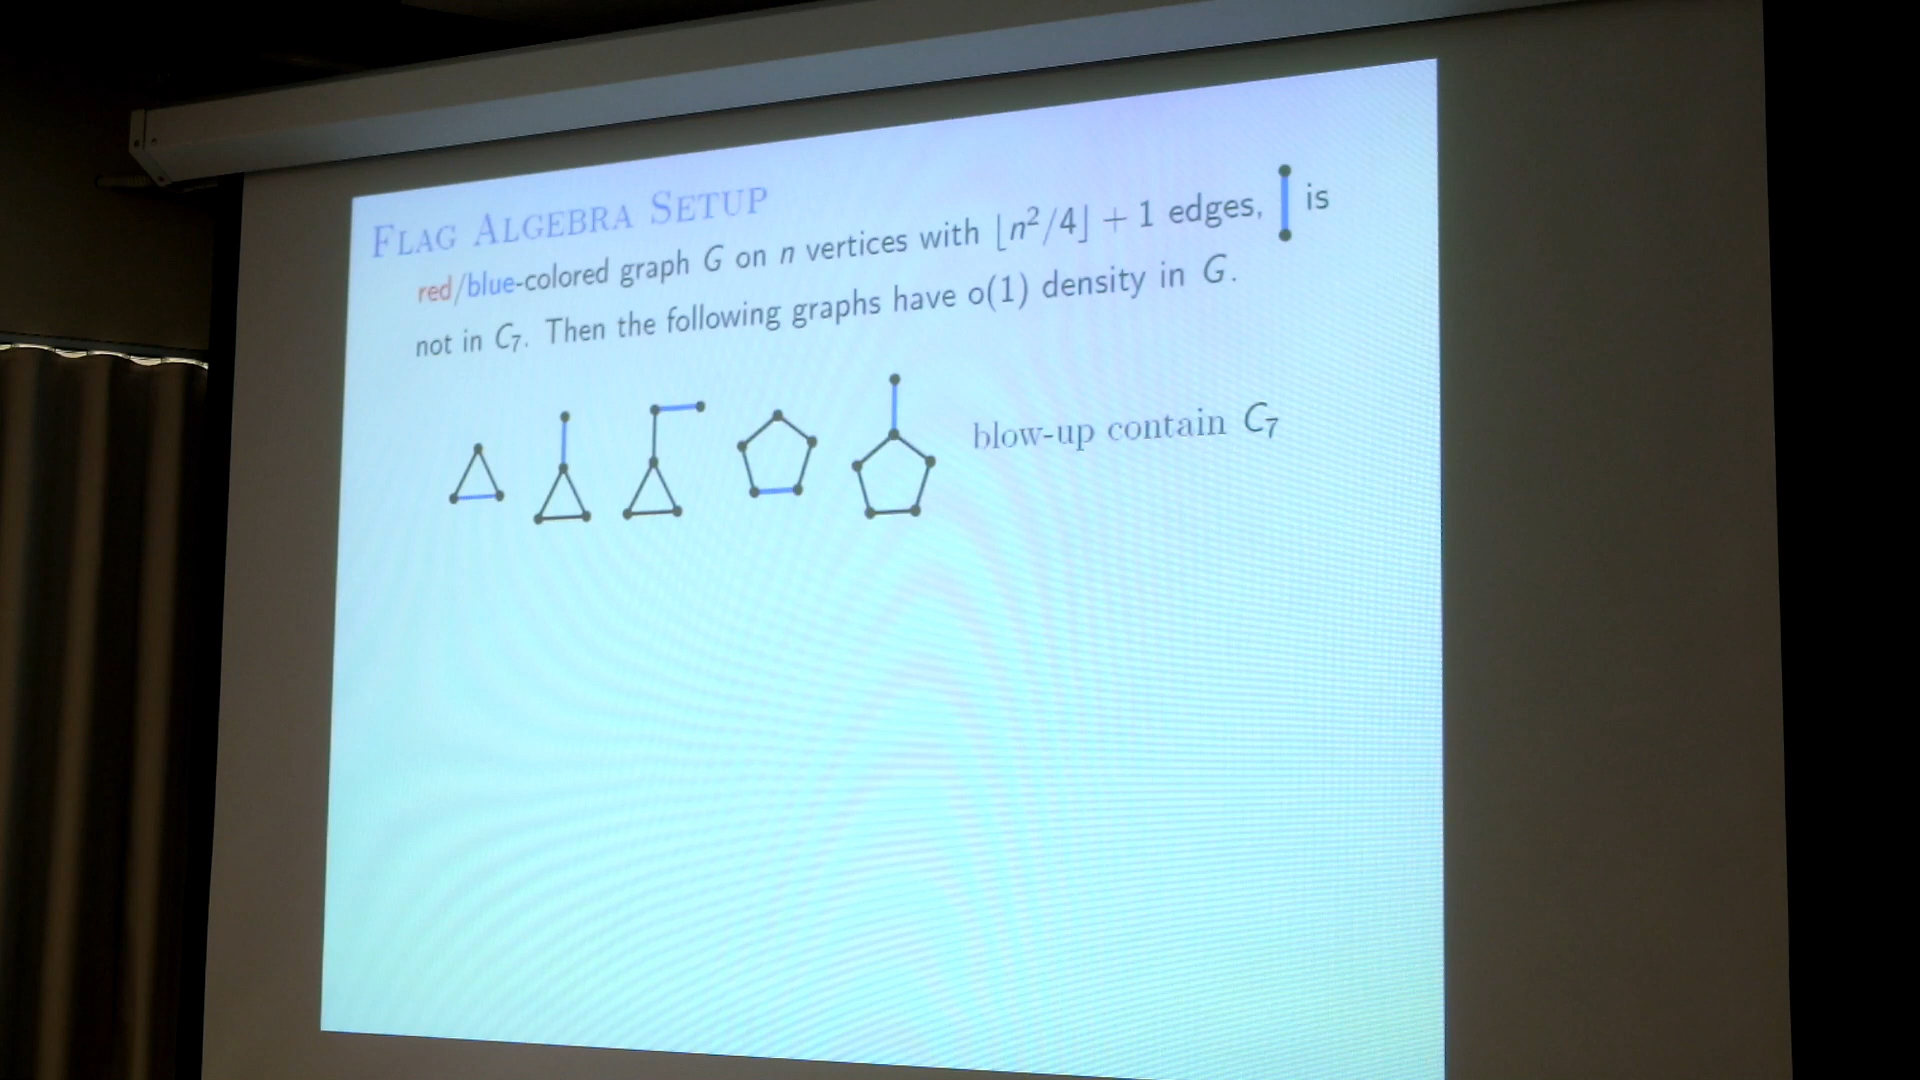 FLAG ALGEBRA SETUP
red/blue-colored graph G on n vertices with ⌊n²/4⌋ + 1 edges, is
not in C₇. Then the following graphs have o(1) density in G.
blow-up contain C₇